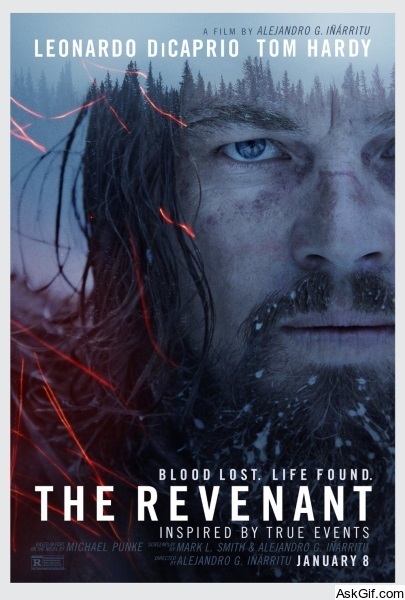 A FILM BY ALEJANDRO G. IÑÁRRITU
LEONARDO DiCAPRIO TOM HARDY
BLOOD LOST. LIFE FOUND.
THE REVENANT
INSPIRED BY TRUE EVENTS
MICHAEL PUNKE MARK L. SMITH & ALEJANDRO G. IÑÁRRITU
R ALEJANDRO G. IÑÁRRITU JANUARY 8
AskGif.com